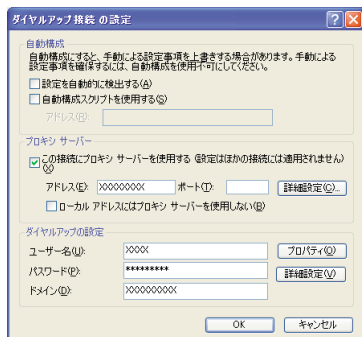 ダイヤルアップ接続 の設定
自動構成
自動構成にすると、手動による設定事項を上書きする場合があります。手動による
設定事項を確保するには、自動構成を使用不可にしてください。
設定を自動的に検出する(A)
自動構成スクリプトを使用する(S)
アドレス(R):
プロキシ サーバー
この接続にプロキシ サーバーを使用する (設定はほかの接続には適用されません)
(X)
アドレス(E): XXXXXXXX ポート(T): 詳細設定(C)...
ローカル アドレスにはプロキシ サーバーを使用しない(B)
ダイヤルアップの設定
ユーザー名(U): XXXX プロパティ(O)
パスワード(P): ********* 詳細設定(V)
ドメイン(D): XXXXXXXXX
OK キャンセル